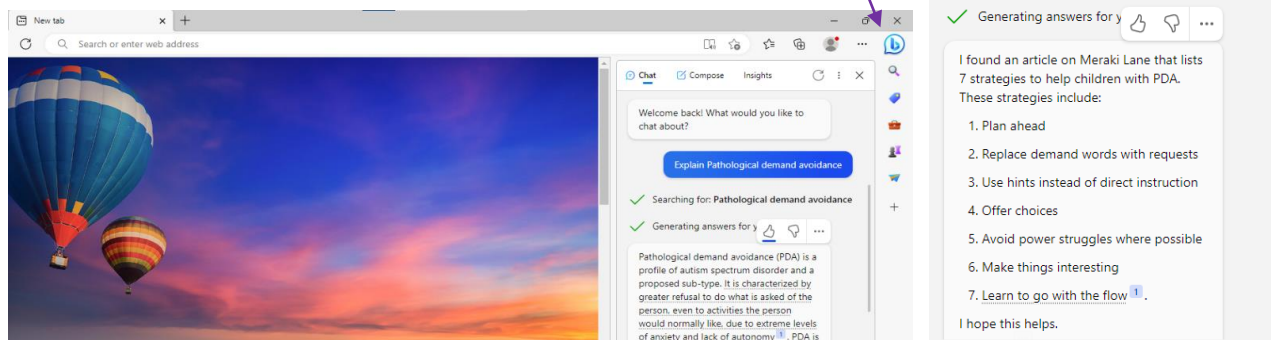 New tab
Search or enter web address
Chat
Compose
Insights
Welcome back! What would you like to
chat about?
Explain Pathological demand avoidance
Searching for: Pathological demand avoidance
Generating answers for y
Pathological demand avoidance (PDA) is a
profile of autism spectrum disorder and a
proposed sub-type. It is characterized by
greater refusal to do what is asked of the
person, even to activities the person
would normally like, due to extreme levels
of anxiety and lack of autonomy 1 . PDA is
Generating answers for y
I found an article on Meraki Lane that lists
7 strategies to help children with PDA.
These strategies include:
1. Plan ahead
2. Replace demand words with requests
3. Use hints instead of direct instruction
4. Offer choices
5. Avoid power struggles where possible
6. Make things interesting
7. Learn to go with the flow 1 .
I hope this helps.